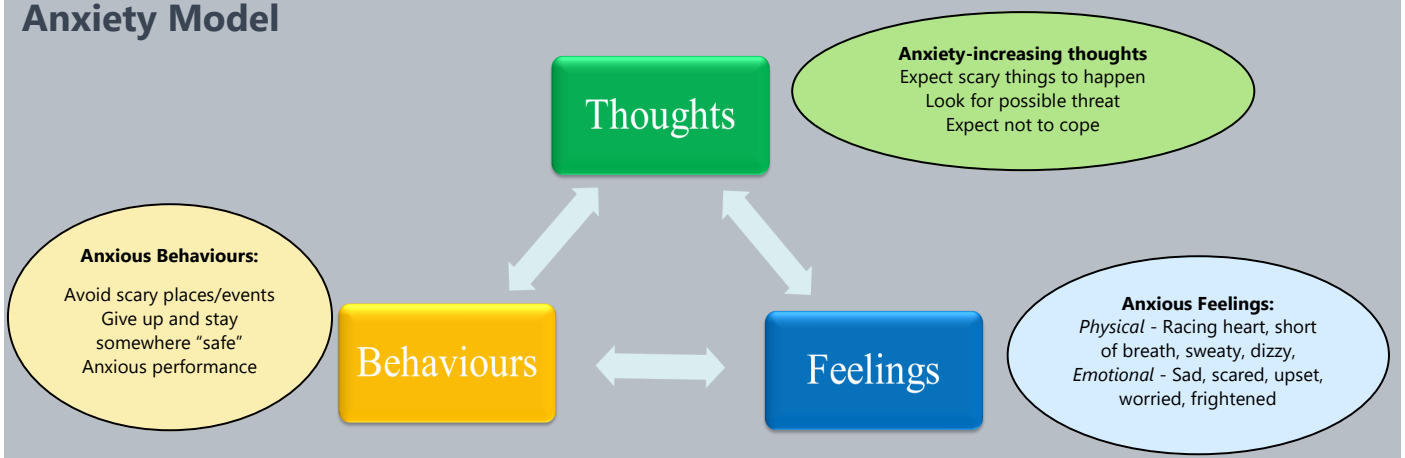 Anxiety Model
Thoughts
Anxiety-increasing thoughts
Expect scary things to happen
Look for possible threat
Expect not to cope
Anxious Behaviours:
Avoid scary places/events
Give up and stay
somewhere “safe”
Anxious performance
Behaviours
Feelings
Anxious Feelings:
Physical - Racing heart, short
of breath, sweaty, dizzy,
Emotional - Sad, scared, upset,
worried, frightened